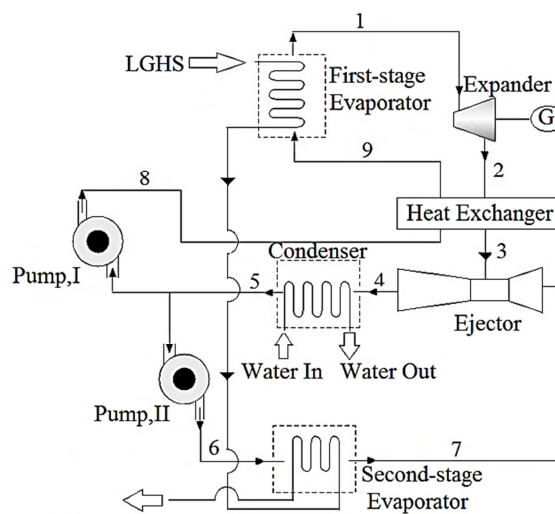 1
LGHS
First-stage
Evaporator
Expander
G
2
9
8
Heat Exchanger
3
Condenser
Pump,I
5
4
Ejector
Water In
Water Out
Pump,II
6
7
Second-stage
Evaporator